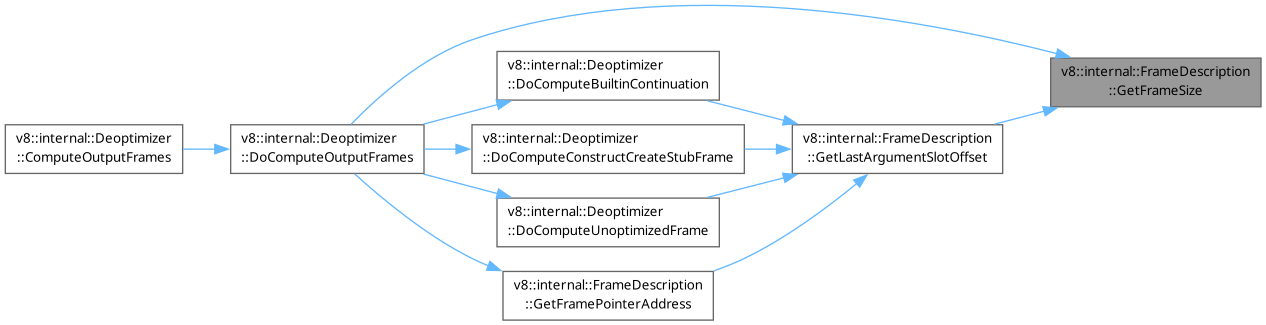 v8::internal::Deoptimizer
::ComputeOutputFrames
v8::internal::Deoptimizer
::DoComputeOutputFrames
v8::internal::Deoptimizer
::DoComputeBuiltinContinuation
v8::internal::Deoptimizer
::DoComputeConstructCreateStubFrame
v8::internal::Deoptimizer
::DoComputeUnoptimizedFrame
v8::internal::FrameDescription
::GetFramePointerAddress
v8::internal::FrameDescription
::GetLastArgumentSlotOffset
v8::internal::FrameDescription
::GetFrameSize